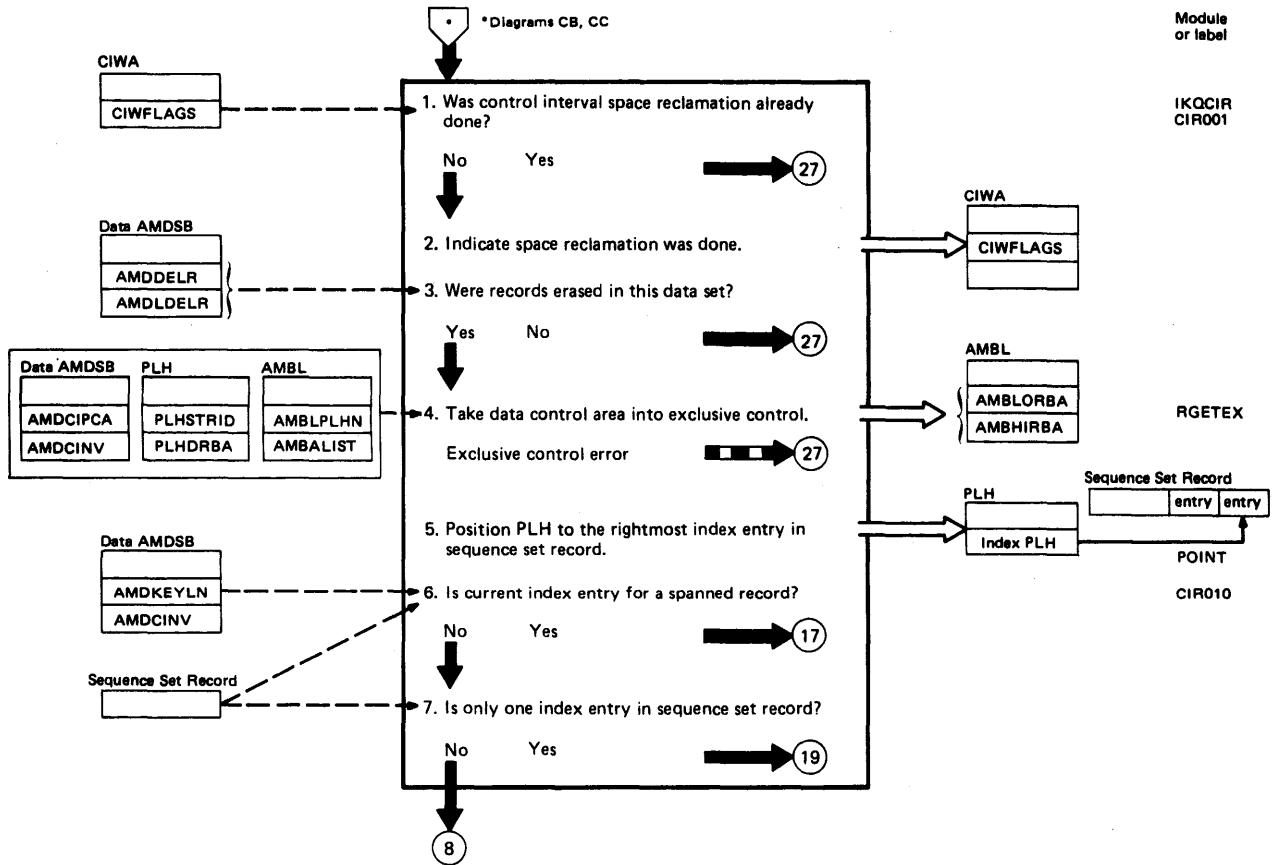 *Diagrams CB, CC
Module
or label
CIWA
CIWFLAGS
1. Was control interval space reclamation already
done?
IKQCIR
CIR001
No Yes
27
CIWA
CIWFLAGS
2. Indicate space reclamation was done.
Data AMDSB
AMDDELR
AMDLDELR
3. Were records erased in this data set?
Yes No
27
Data AMDSB PLH AMBL
AMDCIPCA PLHSTRID AMBLPLHN
AMDCINV PLHDRBA AMBALIST
4. Take data control area into exclusive control.
Exclusive control error
27
AMBL
AMBLORBA
AMBHIRBA
RGETEX
5. Position PLH to the rightmost index entry in
sequence set record.
PLH
Index PLH
Sequence Set Record
entry entry
POINT
Data AMDSB
AMDKEYLN
AMDCINV
6. Is current index entry for a spanned record?
CIR010
No Yes
17
Sequence Set Record
7. Is only one index entry in sequence set record?
No Yes
19
8